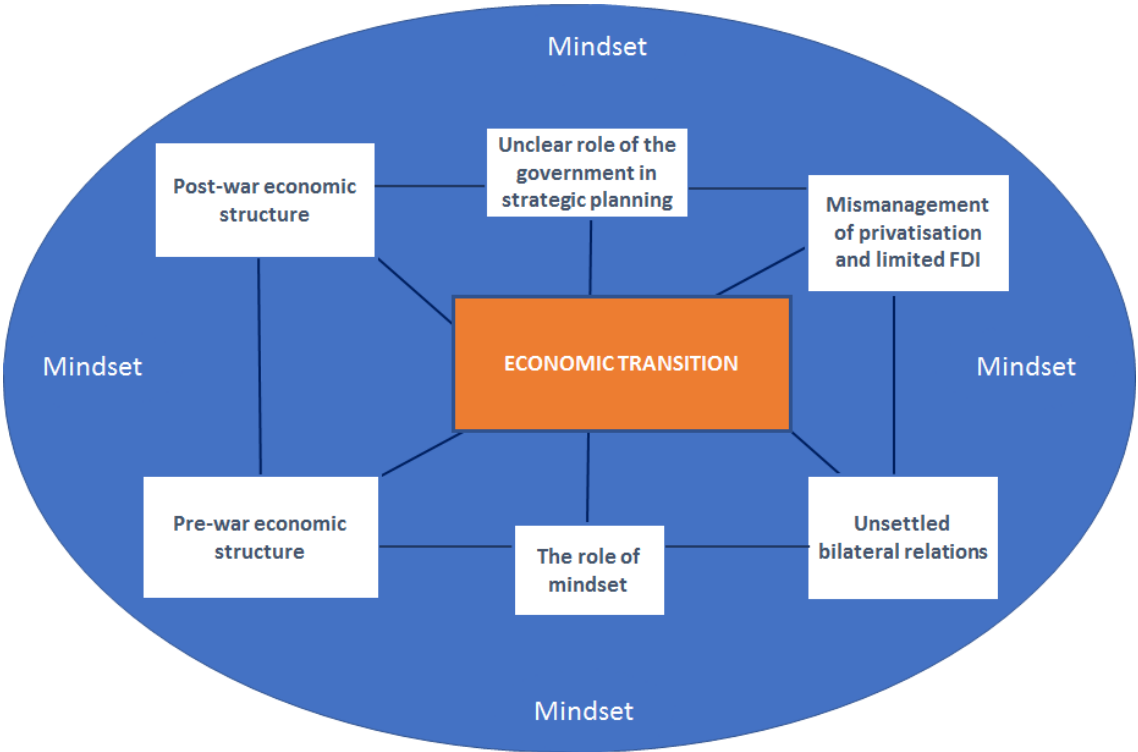 Mindset
Unclear role of the
government in
strategic planning
Post-war economic
structure
Mismanagement
of privatisation
and limited FDI
Mindset
ECONOMIC TRANSITION
Mindset
Pre-war economic
structure
The role of
mindset
Unsettled
bilateral relations
Mindset